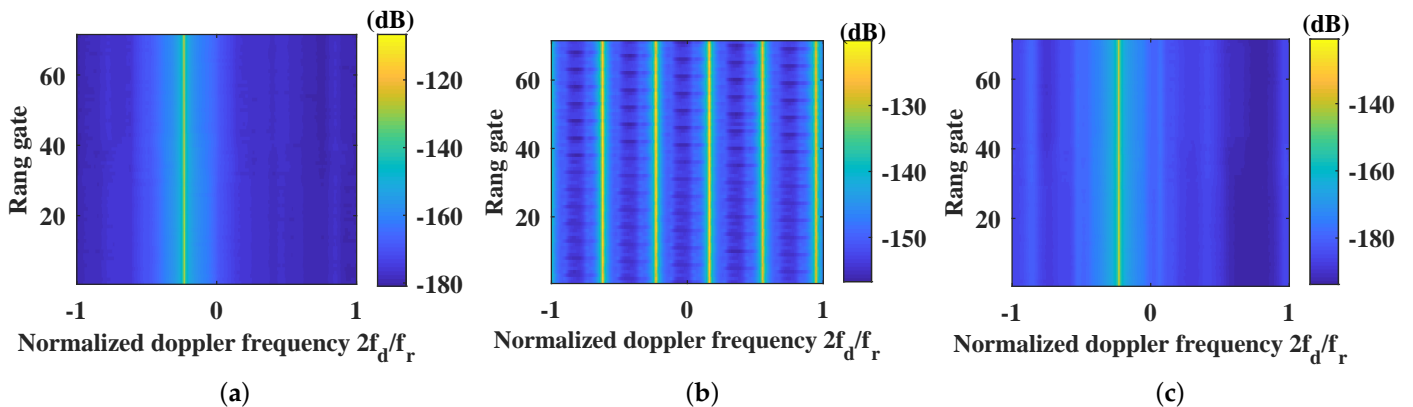 (dB)
60
40
20
Rang gate
-1 0 1
Normalized doppler frequency 2f_d/f_r
-120
-140
-160
-180
(a)
(dB)
60
40
20
Rang gate
-1 0 1
Normalized doppler frequency 2f_d/f_r
-130
-140
-150
(b)
(dB)
60
40
20
Rang gate
-1 0 1
Normalized doppler frequency 2f_d/f_r
-140
-160
-180
(c)